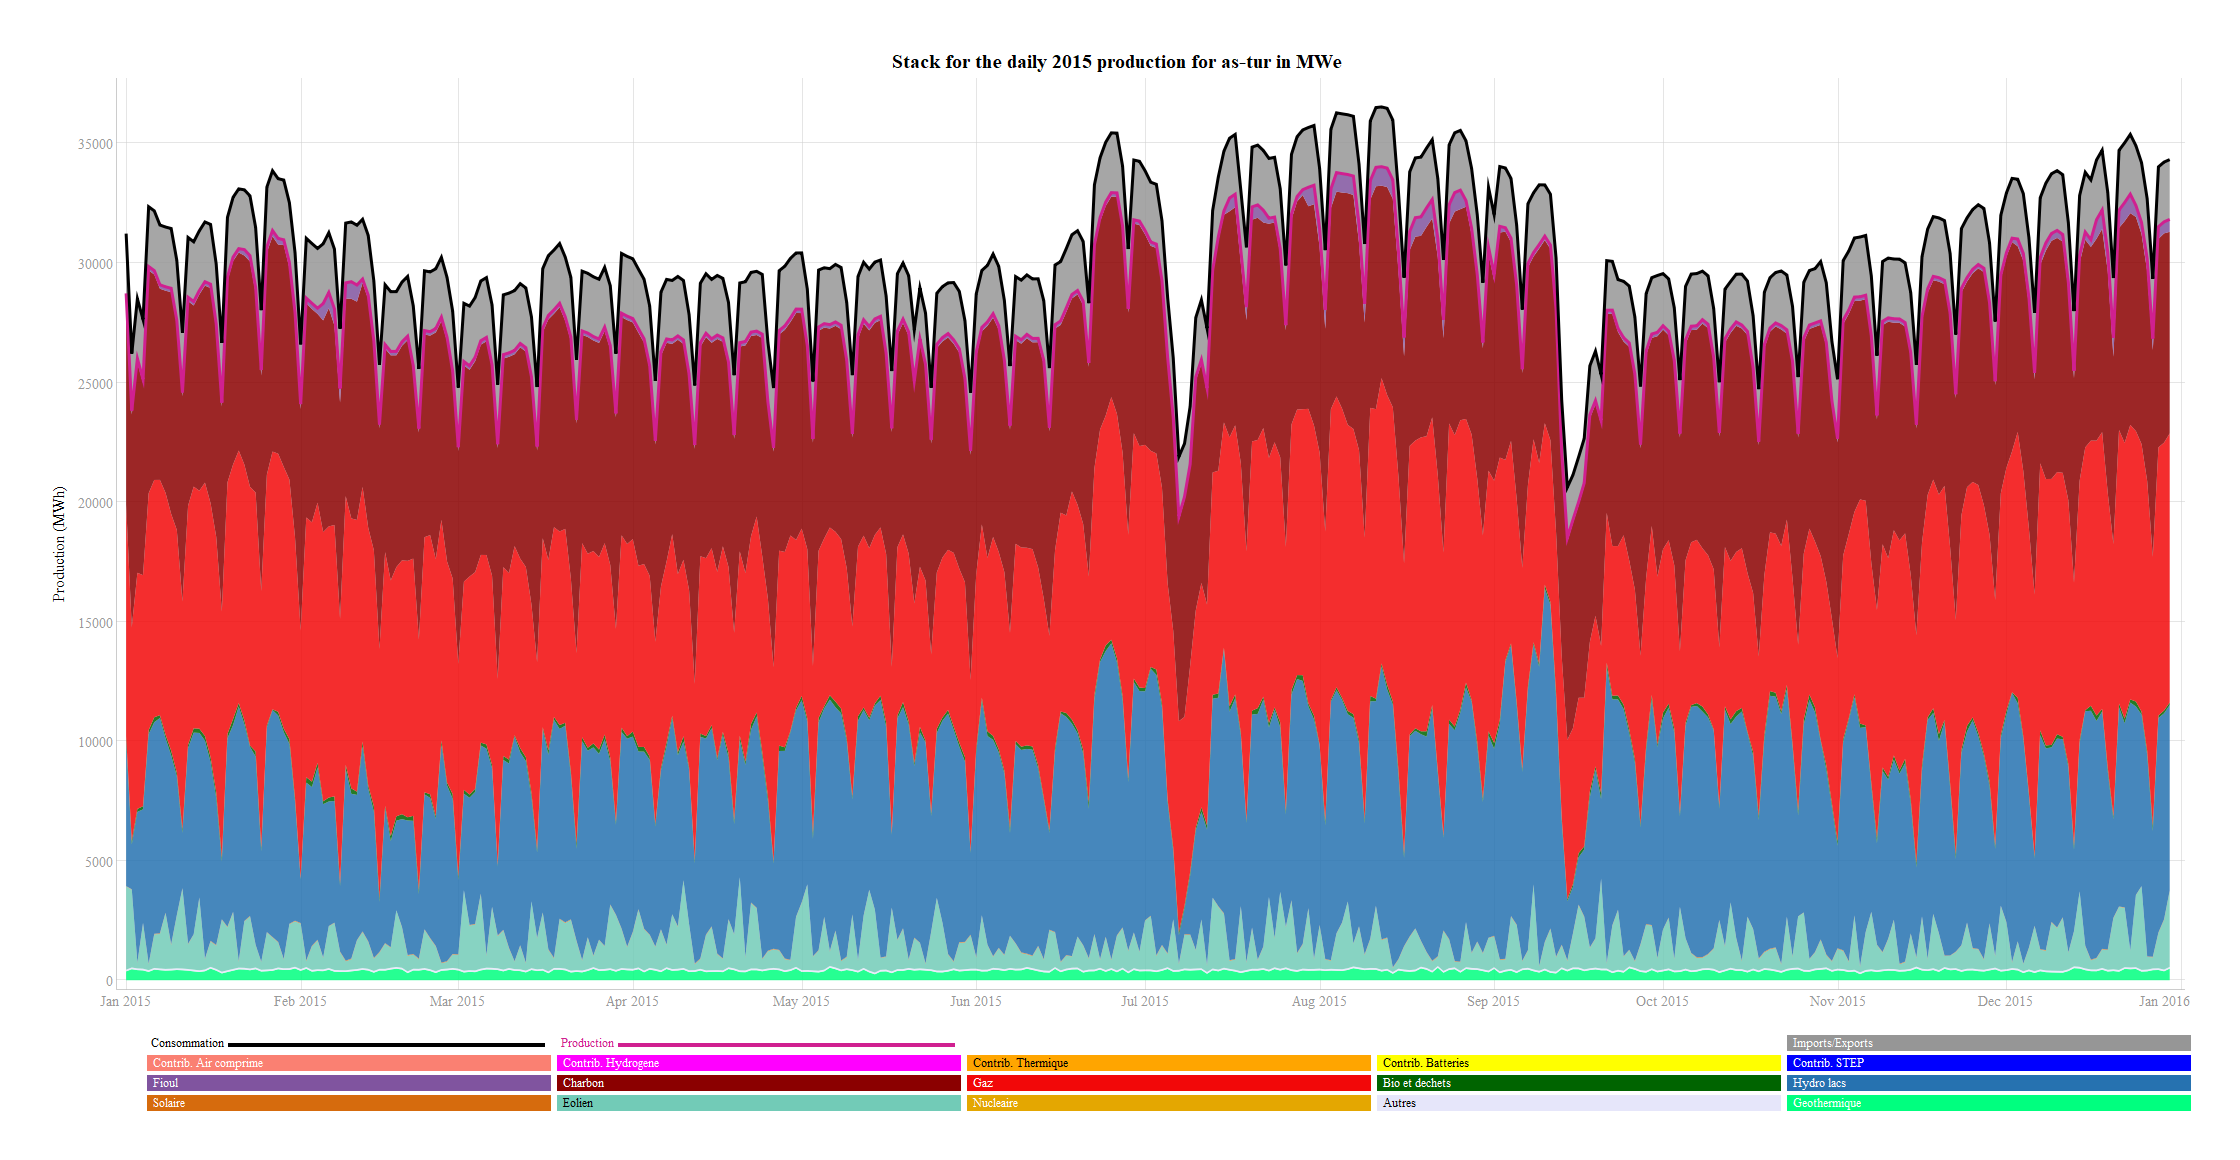 Stack for the daily 2015 production for as-tur in MWe
Production (MWh)
35000
30000
25000
20000
15000
10000
5000
0
Jan 2015 Feb 2015 Mar 2015 Apr 2015 May 2015 Jun 2015 Jul 2015 Aug 2015 Sep 2015 Oct 2015 Nov 2015 Dec 2015 Jan 2016
Consommation Production Imports/Exports
Contrib. Air comprime Contrib. Hydrogene Contrib. Thermique Contrib. Batteries Contrib. STEP
Fioul Charbon Gaz Bio et dechets Hydro lacs
Solaire Eolien Nucleaire Autres Geothermique